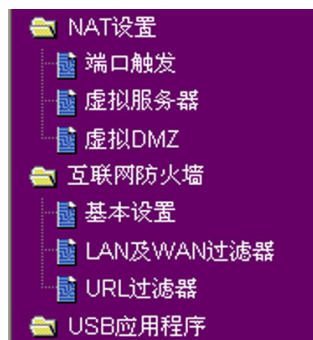 NAT设置
端口触发
虚拟服务器
虚拟DMZ
互联网防火墙
基本设置
LAN及WAN过滤器
URL过滤器
USB应用程序